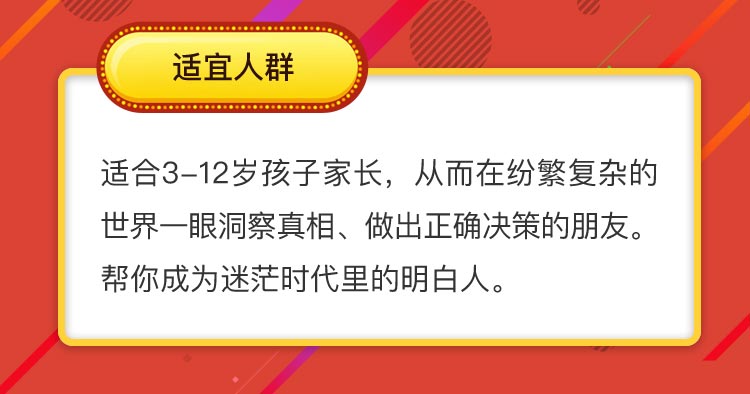 适宜人群
适合3-12岁孩子家长，从而在纷繁复杂的
世界一眼洞察真相、做出正确决策的朋友。
帮你成为迷茫时代里的明白人。